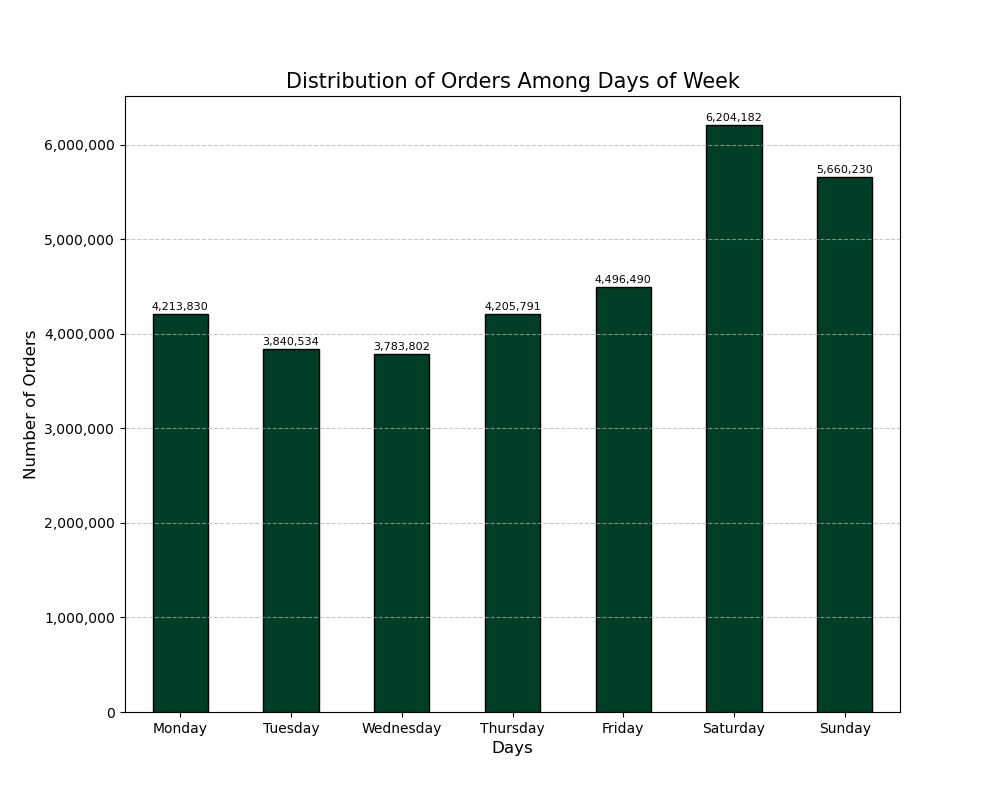 Distribution of Orders Among Days of Week
Number of Orders
6,000,000
5,000,000
4,000,000
3,000,000
2,000,000
1,000,000
0
4,213,830
3,840,534
3,783,802
4,205,791
4,496,490
6,204,182
5,660,230
Monday
Tuesday
Wednesday
Thursday
Friday
Saturday
Sunday
Days